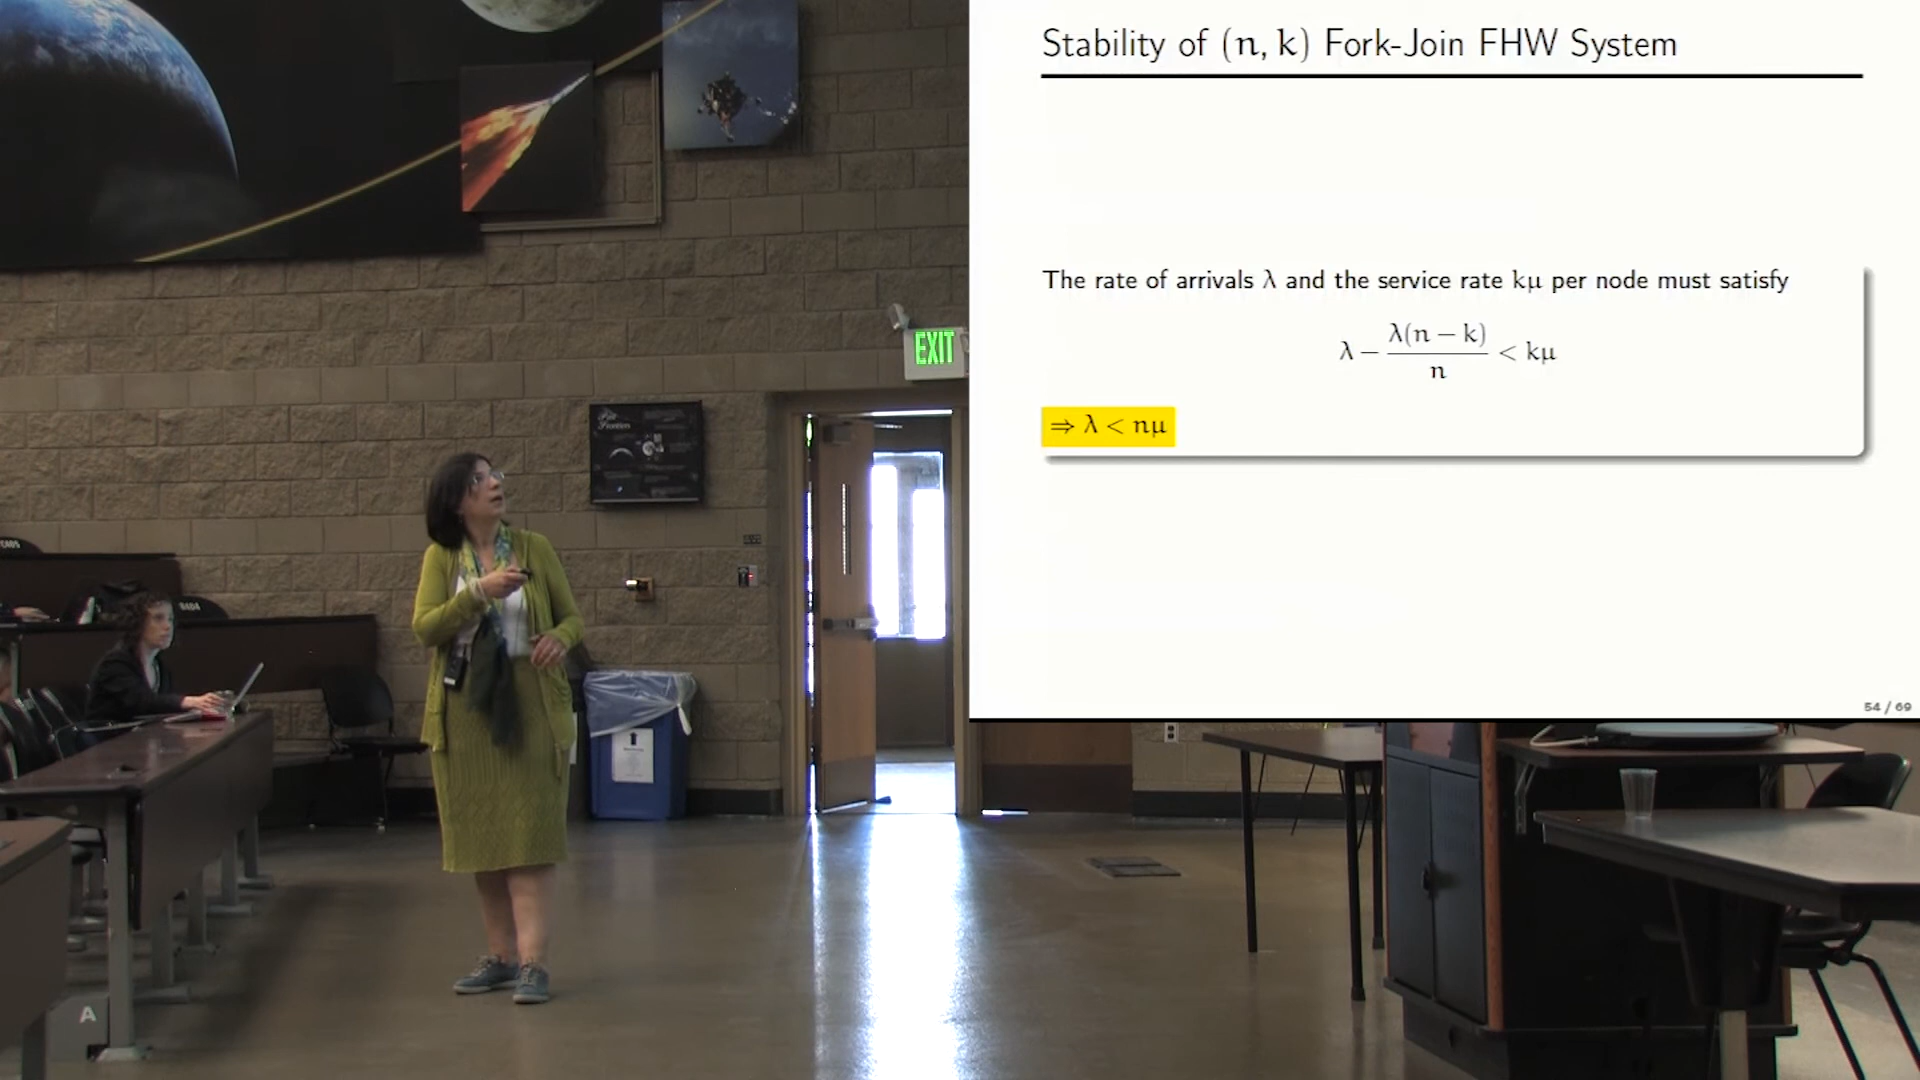 Stability of (n, k) Fork-Join FHW System
The rate of arrivals λ and the service rate kμ per node must satisfy
λ − λ(n − k)/n < kμ
⇒ λ < nμ
54 / 69
EXIT
A